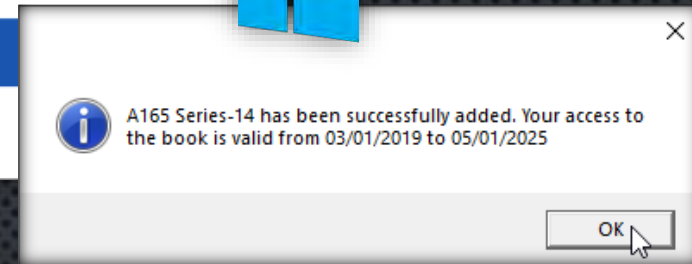 A165 Series-14 has been successfully added. Your access to
the book is valid from 03/01/2019 to 05/01/2025
OK